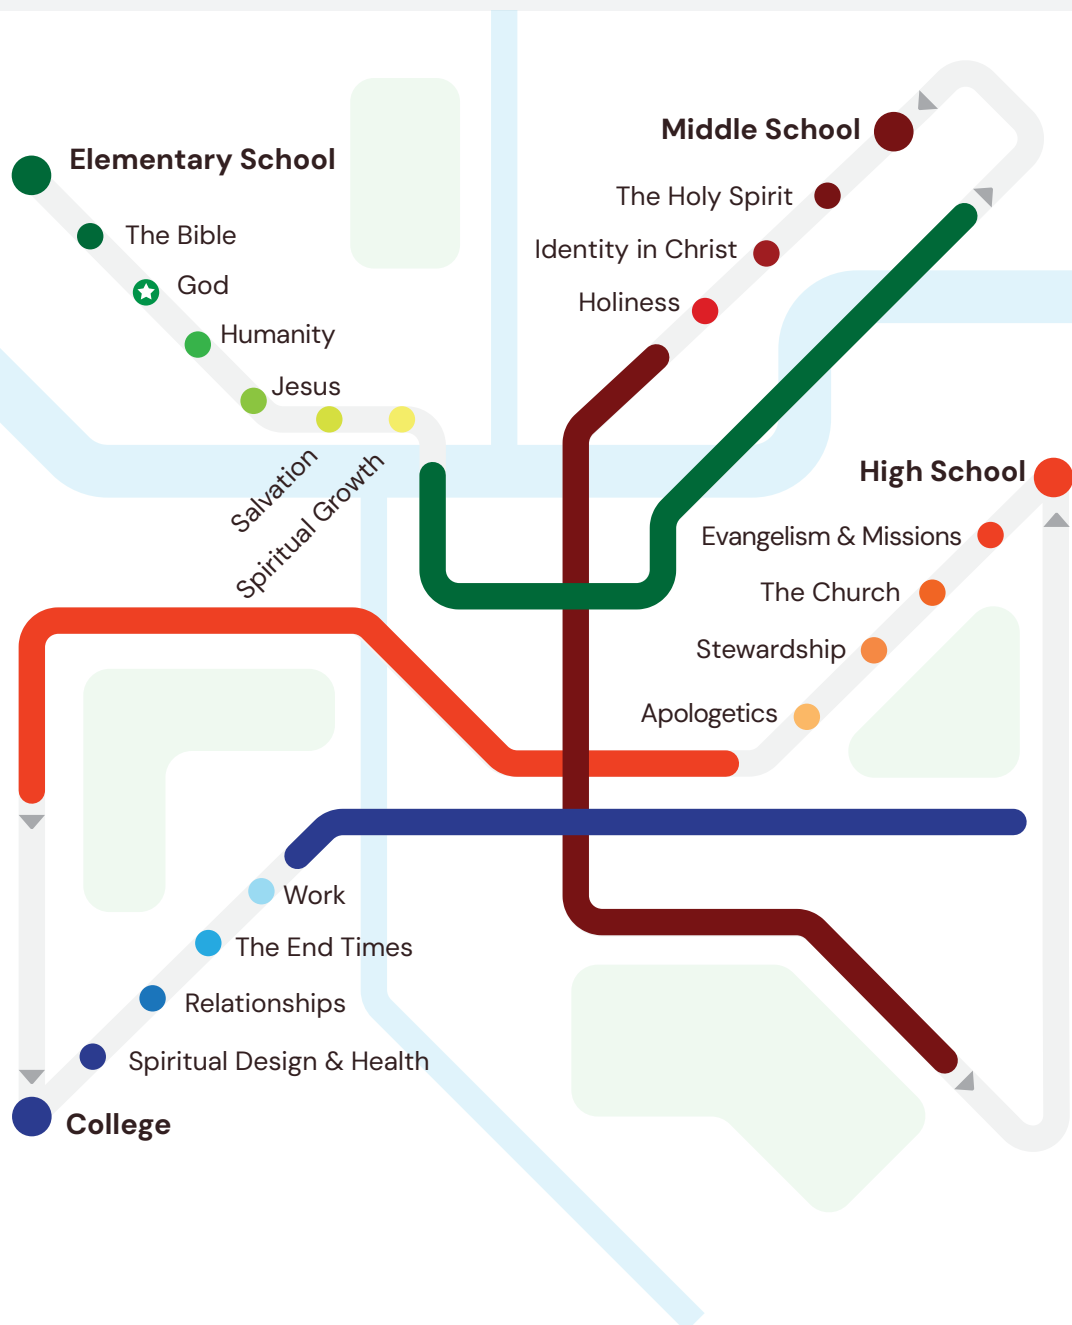 Elementary School
The Bible
God
Humanity
Jesus
Salvation
Spiritual Growth
Middle School
The Holy Spirit
Identity in Christ
Holiness
High School
Evangelism & Missions
The Church
Stewardship
Apologetics
Work
The End Times
Relationships
Spiritual Design & Health
College